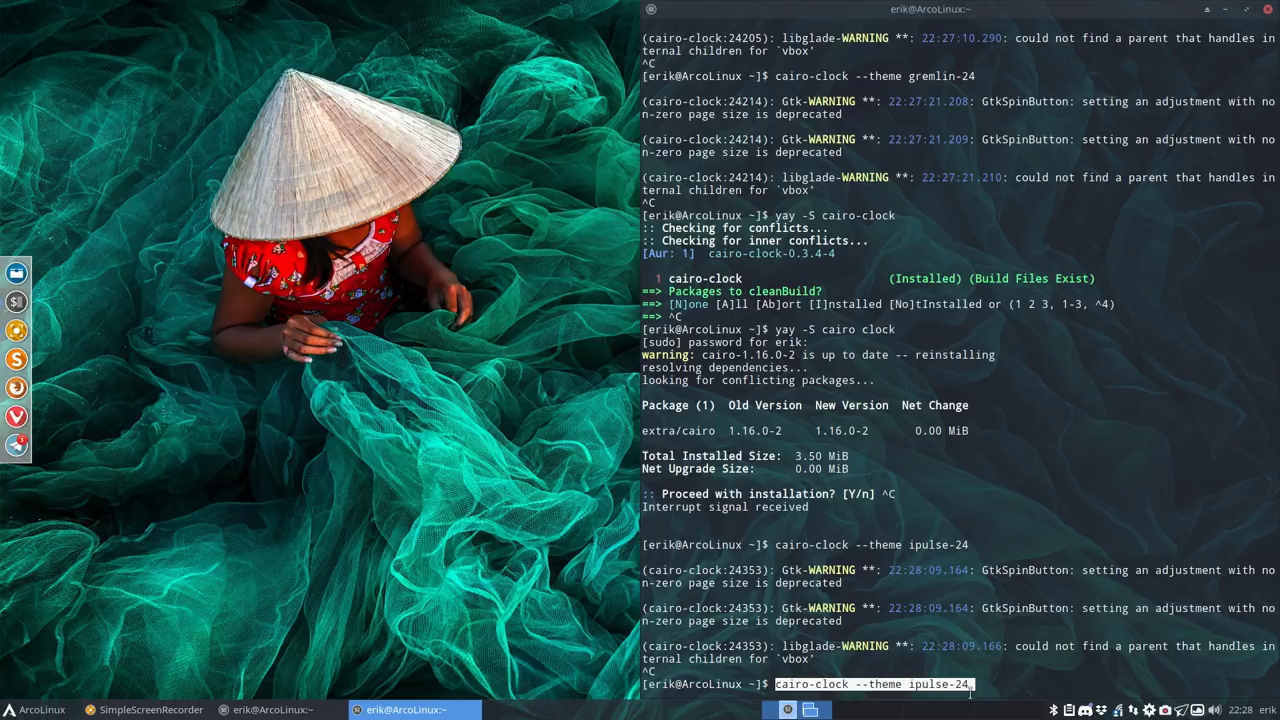 erik@ArcoLinux:~
(cairo-clock:24205): libglade-WARNING **: 22:27:10.290: could not find a parent that handles in
ternal children for `vbox'
^C
[erik@ArcoLinux ~]$ cairo-clock --theme gremlin-24
(cairo-clock:24214): Gtk-WARNING **: 22:27:21.208: GtkSpinButton: setting an adjustment with no
n-zero page size is deprecated
(cairo-clock:24214): Gtk-WARNING **: 22:27:21.209: GtkSpinButton: setting an adjustment with no
n-zero page size is deprecated
(cairo-clock:24214): libglade-WARNING **: 22:27:21.210: could not find a parent that handles in
ternal children for `vbox'
^C
[erik@ArcoLinux ~]$ yay -S cairo-clock
:: Checking for conflicts...
:: Checking for inner conflicts...
[Aur: 1]  cairo-clock-0.3.4-4
1 cairo-clock                      (Installed) (Build Files Exist)
==> Packages to cleanBuild?
==> [N]one [A]ll [Ab]ort [I]nstalled [No]tInstalled or (1 2 3, 1-3, ^4)
==> ^C
[erik@ArcoLinux ~]$ yay -S cairo clock
[sudo] password for erik:
warning: cairo-1.16.0-2 is up to date -- reinstalling
resolving dependencies...
looking for conflicting packages...
Package (1)  Old Version  New Version  Net Change
extra/cairo  1.16.0-2     1.16.0-2       0.00 MiB
Total Installed Size:  3.50 MiB
Net Upgrade Size:      0.00 MiB
:: Proceed with installation? [Y/n] ^C
Interrupt signal received
[erik@ArcoLinux ~]$ cairo-clock --theme ipulse-24
(cairo-clock:24353): Gtk-WARNING **: 22:28:09.164: GtkSpinButton: setting an adjustment with no
n-zero page size is deprecated
(cairo-clock:24353): Gtk-WARNING **: 22:28:09.164: GtkSpinButton: setting an adjustment with no
n-zero page size is deprecated
(cairo-clock:24353): libglade-WARNING **: 22:28:09.166: could not find a parent that handles in
ternal children for `vbox'
^C
[erik@ArcoLinux ~]$ cairo-clock --theme ipulse-24
ArcoLinux SimpleScreenRecorder erik@ArcoLinux:~ erik@ArcoLinux:~ 22:28 erik